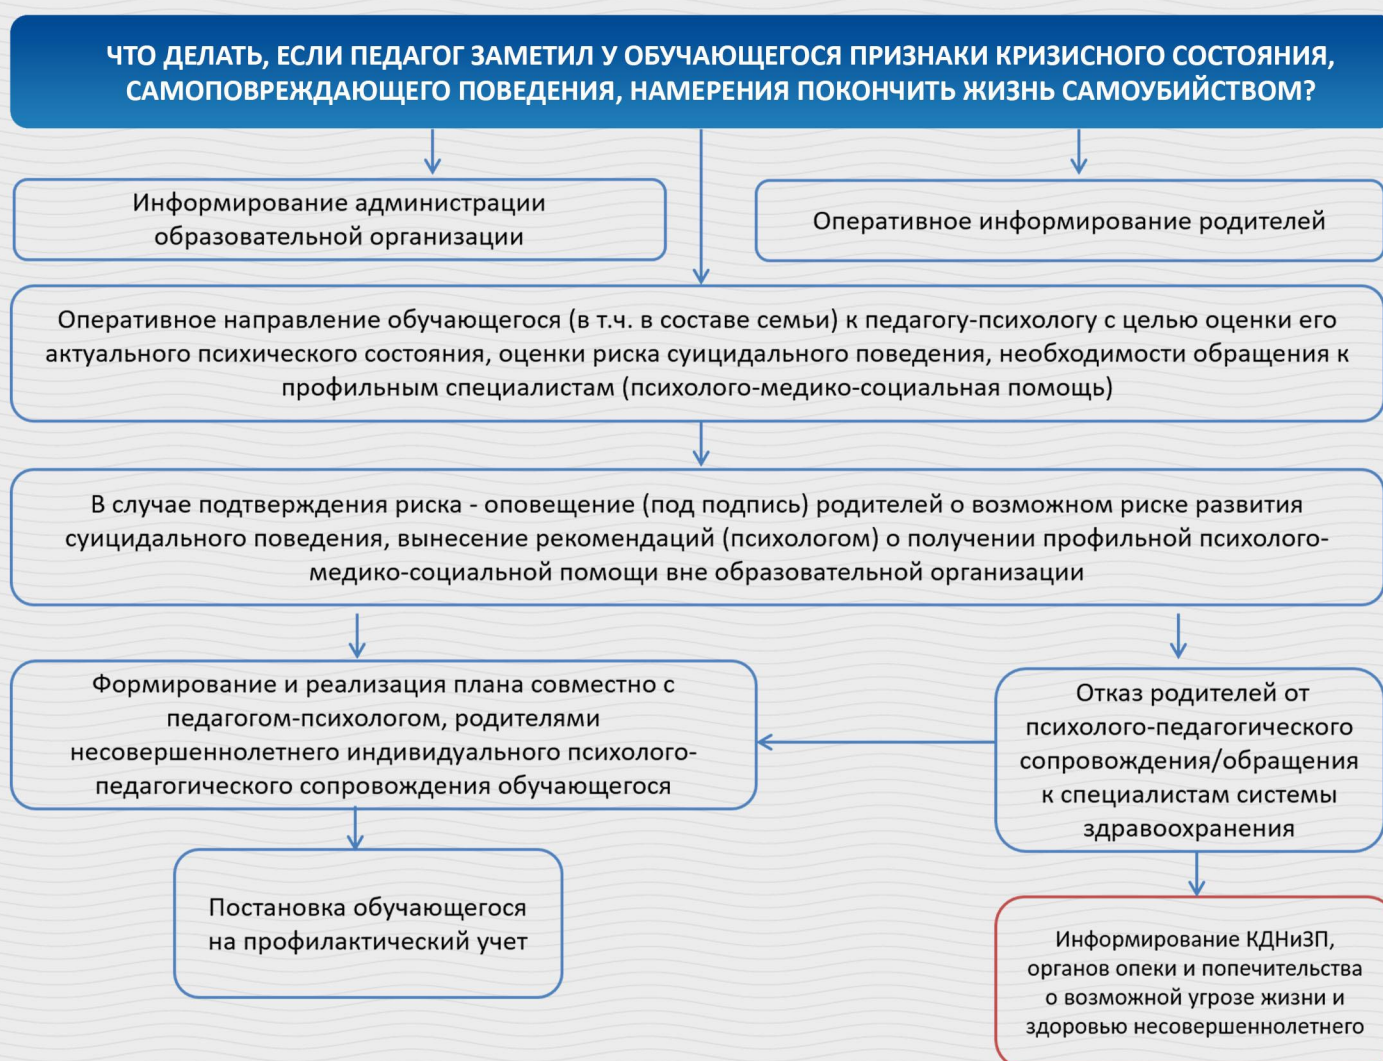 ЧТО ДЕЛАТЬ, ЕСЛИ ПЕДАГОГ ЗАМЕТИЛ У ОБУЧАЮЩЕГОСЯ ПРИЗНАКИ КРИЗИСНОГО СОСТОЯНИЯ,
САМОПОВРЕЖДАЮЩЕГО ПОВЕДЕНИЯ, НАМЕРЕНИЯ ПОКОНЧИТЬ ЖИЗНЬ САМОУБИЙСТВОМ?
Информирование администрации
образовательной организации
Оперативное информирование родителей
Оперативное направление обучающегося (в т.ч. в составе семьи) к педагогу-психологу с целью оценки его
актуального психического состояния, оценки риска суицидального поведения, необходимости обращения к
профильным специалистам (психолого-медико-социальная помощь)
В случае подтверждения риска - оповещение (под подпись) родителей о возможном риске развития
суицидального поведения, вынесение рекомендаций (психологом) о получении профильной психолого-
медико-социальной помощи вне образовательной организации
Формирование и реализация плана совместно с
педагогом-психологом, родителями
несовершеннолетнего индивидуального психолого-
педагогического сопровождения обучающегося
Отказ родителей от
психолого-педагогического
сопровождения/обращения
к специалистам системы
здравоохранения
Постановка обучающегося
на профилактический учет
Информирование КДНиЗП,
органов опеки и попечительства
о возможной угрозе жизни и
здоровью несовершеннолетнего